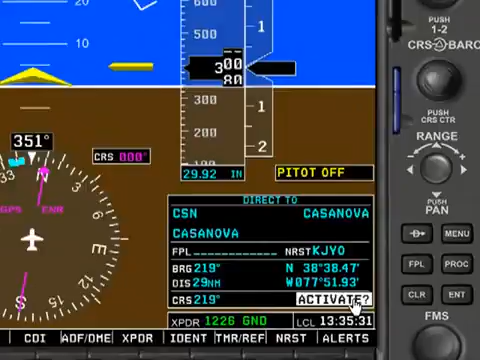 600
20
1
PUSH
1-2
CRS BARO
10
300
80
PUSH
CRS CTR
300
1
200
2
351°
CRS 000°
29.92 IN
PITOT OFF
RANGE
PUSH
PAN
33
N
3
GPS
ENR
E
S
DIRECT TO
CSN CASANOVA
CASANOVA
FPL _ _ _ _ _ _ _ _ _ _ _ _ NRST KJYO
BRG 219° N 38°38.47'
DIS 29NM W077°51.93'
CRS 219° ACTIVATE?
MENU
FPL PROC
CLR ENT
XPDR 1226 GND LCL 13:35:31
FMS
CDI ADF/DME XPDR IDENT TMR/REF NRST ALERTS